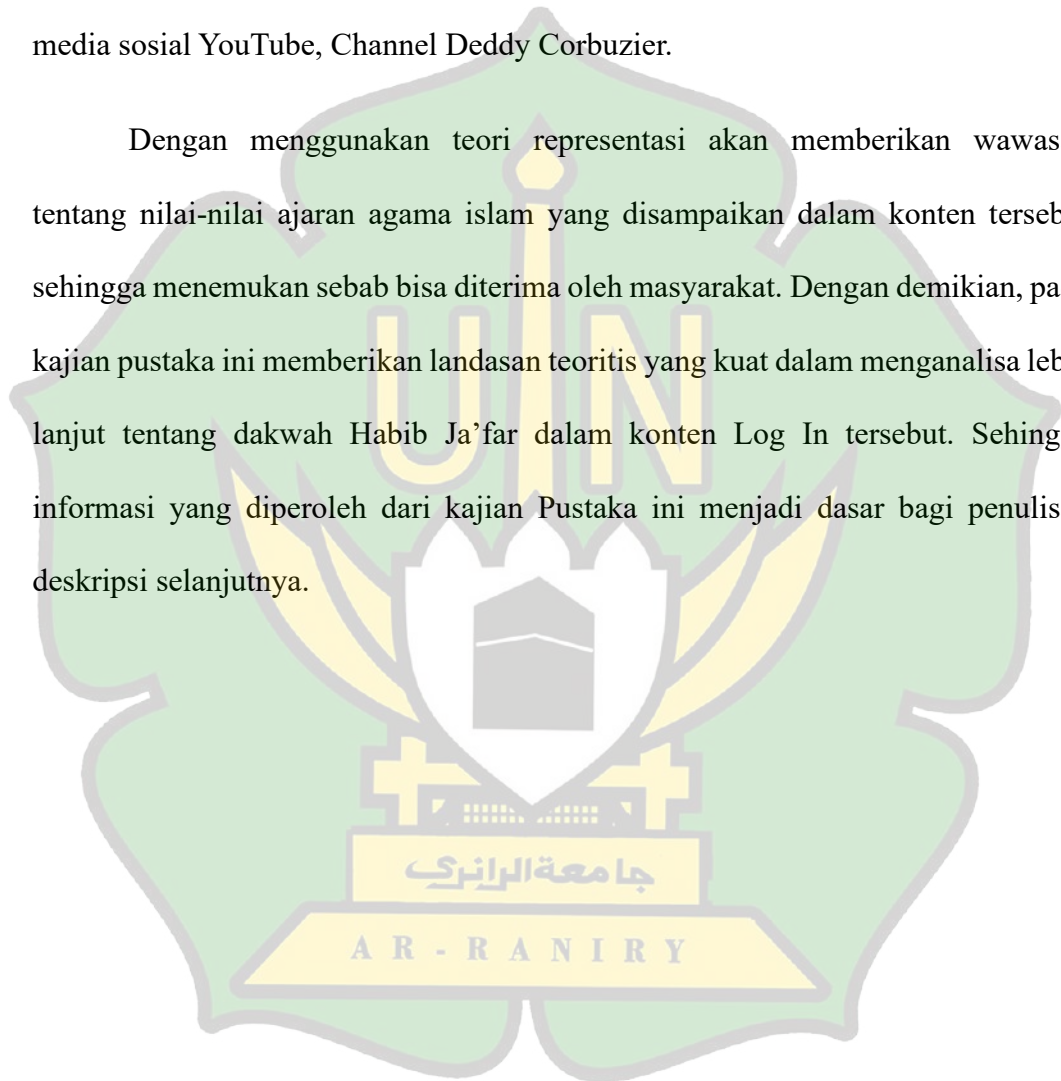 media sosial YouTube, Channel Deddy Corbuzier.
Dengan menggunakan teori representasi akan memberikan wawas
tentang nilai-nilai ajaran agama islam yang disampaikan dalam konten terseb
sehingga menemukan sebab bisa diterima oleh masyarakat. Dengan demikian, pa
kajian pustaka ini memberikan landasan teoritis yang kuat dalam menganalisa leb
lanjut tentang dakwah Habib Ja’far dalam konten Log In tersebut. Sehing
informasi yang diperoleh dari kajian Pustaka ini menjadi dasar bagi penulis
deskripsi selanjutnya.
UIN
جامعةالرانري
AR-RANIRY